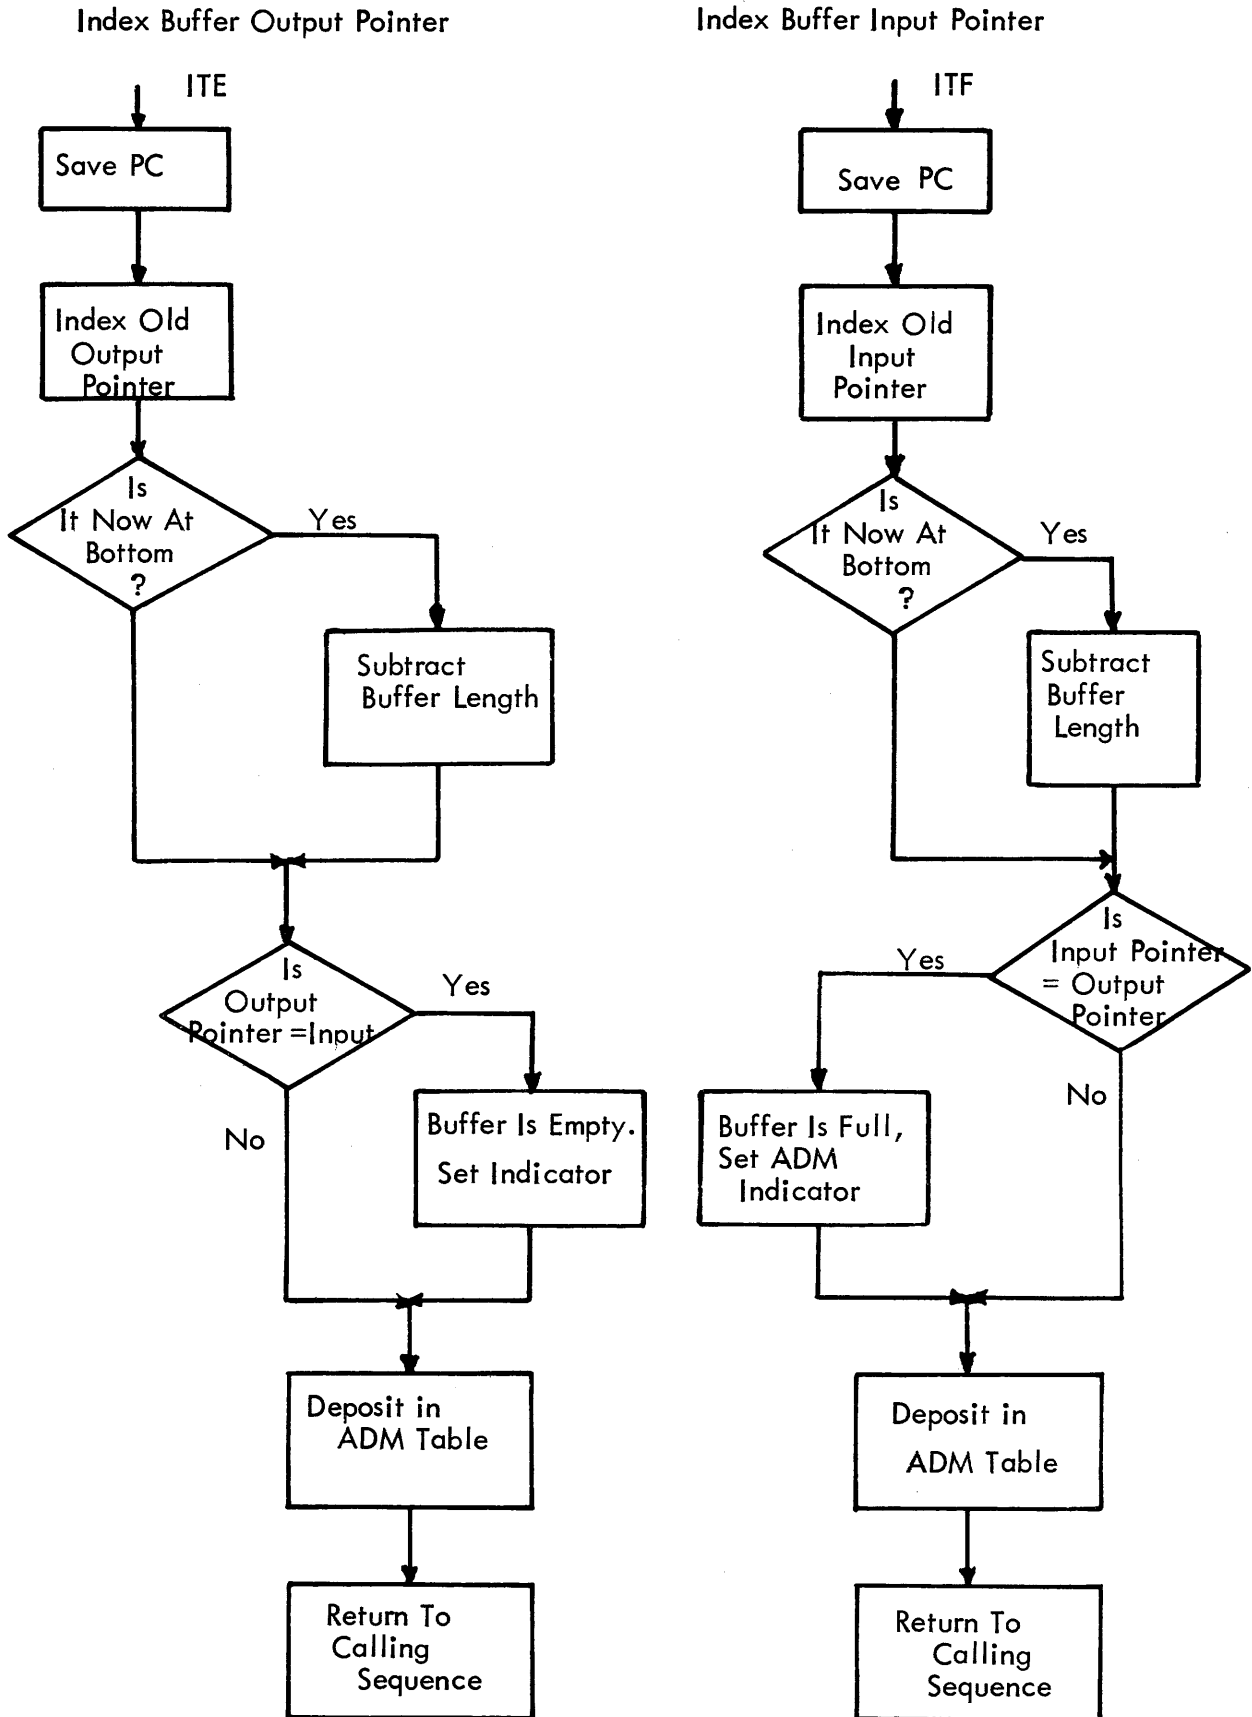 Index Buffer Output Pointer
ITE
Save PC
Index Old
Output
Pointer
Is
It Now At
Bottom
?
Yes
Subtract
Buffer Length
Is
Output
Pointer =Input
Yes
No
Buffer Is Empty.
Set Indicator
Deposit in
ADM Table
Return To
Calling
Sequence
Index Buffer Input Pointer
ITF
Save PC
Index Old
Input
Pointer
Is
It Now At
Bottom
?
Yes
Subtract
Buffer
Length
Is
Input Pointer
= Output
Pointer
Yes
No
Buffer Is Full,
Set ADM
Indicator
Deposit in
ADM Table
Return To
Calling
Sequence